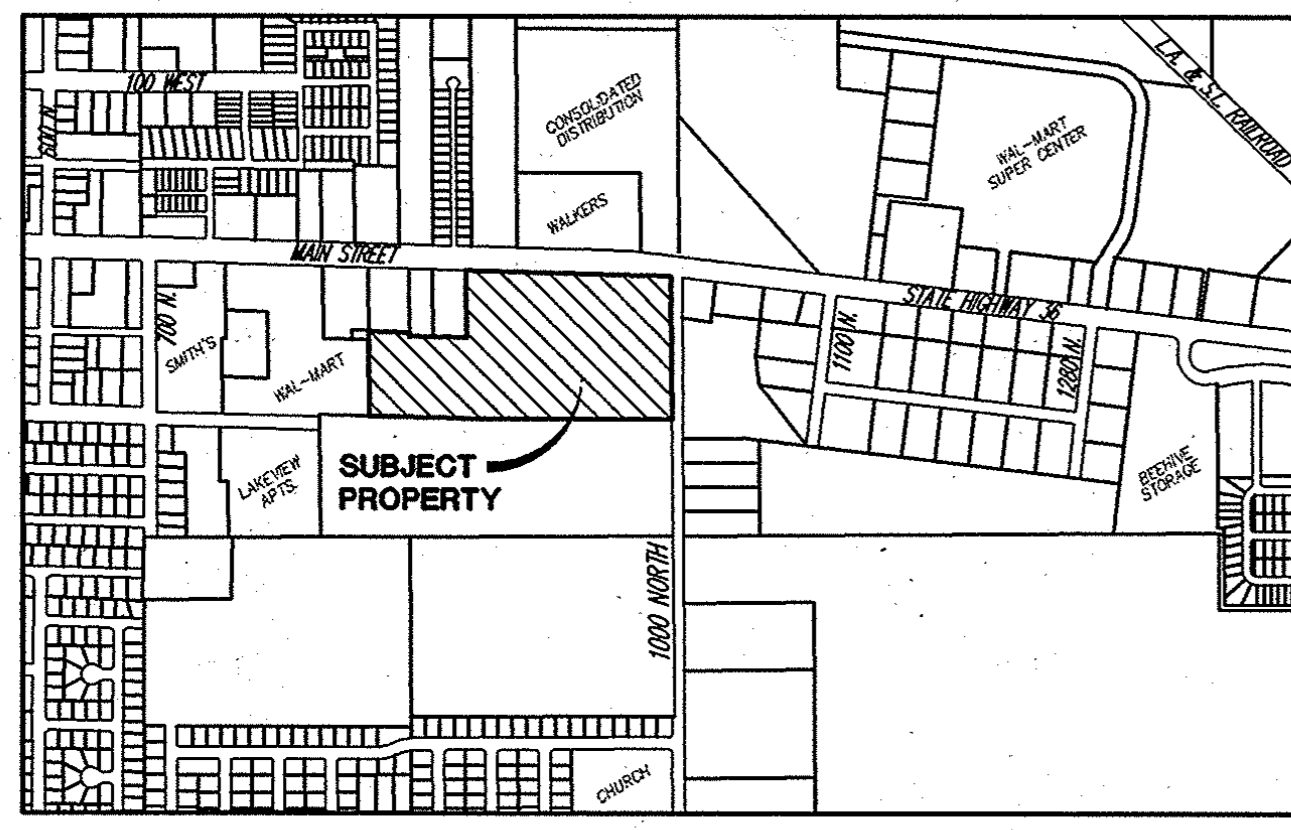 100 WEST
600 N.
CONSOLIDATED
DISTRIBUTION
WALKERS
L.A. & S.L. RAILROAD
WAL-MART
SUPER CENTER
MAIN STREET
STATE HIGHWAY 36
700 N.
SMITH'S
WAL-MART
1100 N.
1280 N.
LAKEVIEW
APTS.
SUBJECT
PROPERTY
BEEHIVE
STORAGE
1000 NORTH
CHURCH